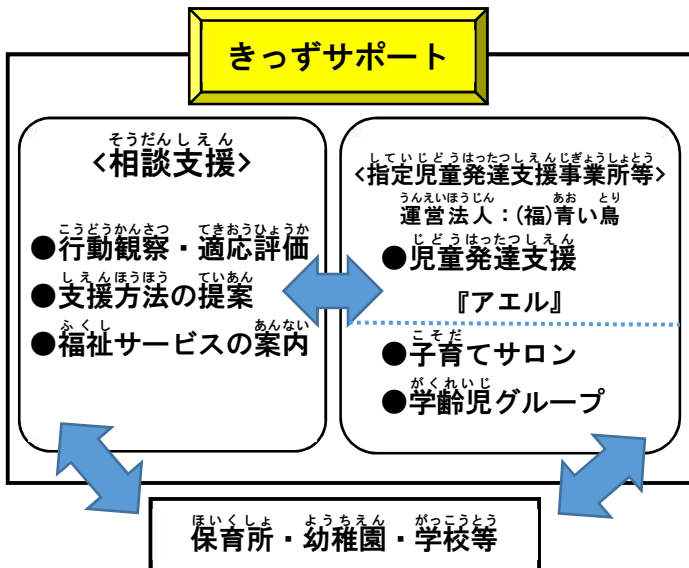 きっずサポート
そうだんしえん
<相談支援>
こうどうかんさつ てきおうひょうか
●行動観察・適応評価
しえんほうほう ていあん
●支援方法の提案
ふくし あんない
●福祉サービスの案内
していじどうはったつしえんじぎょうしょとう
<指定児童発達支援事業所等>
うんえいほうじん あお とり
運営法人:(福)青い鳥
じどうはったつしえん
●児童発達支援
『アエル』
こそだ
●子育てサロン
がくれいじ
●学齢児グループ
ほいくしょ ようちえん がっこうとう
保育所・幼稚園・学校等